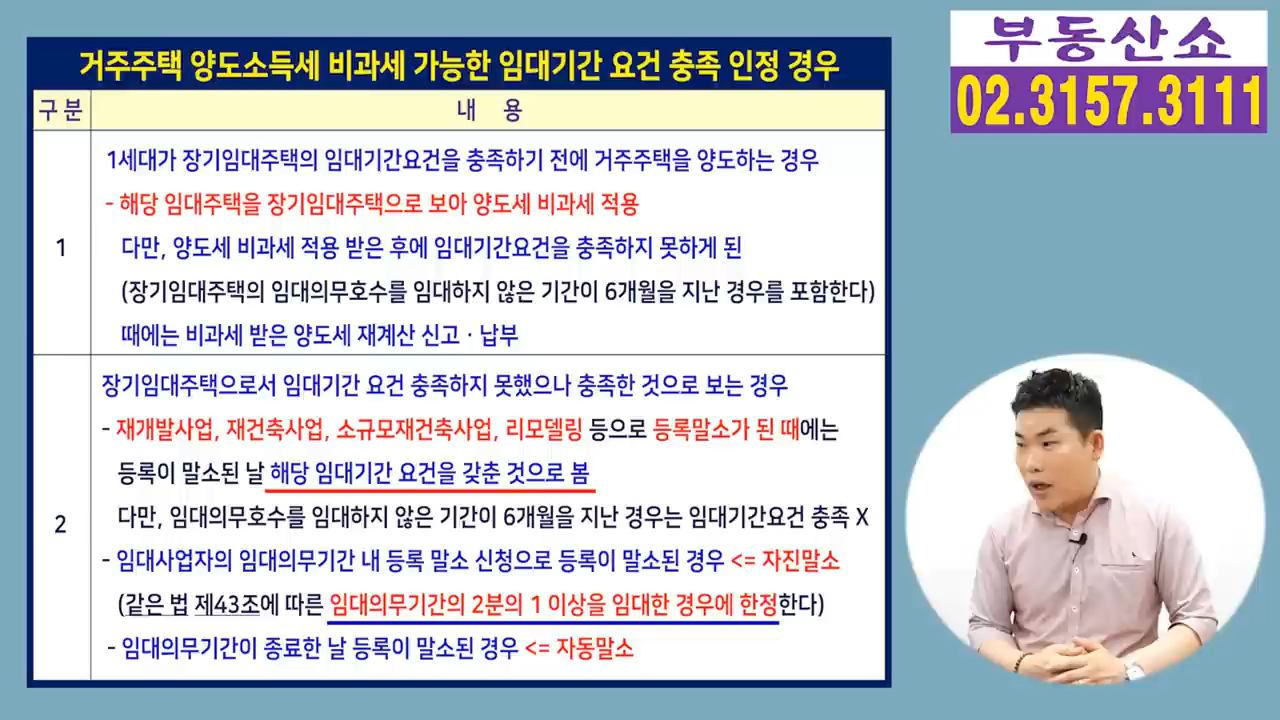 부동산쇼
02.3157.3111
거주주택 양도소득세 비과세 가능한 임대기간 요건 충족 인정 경우
구 분
내 용
1
1세대가 장기임대주택의 임대기간요건을 충족하기 전에 거주주택을 양도하는 경우
- 해당 임대주택을 장기임대주택으로 보아 양도세 비과세 적용
다만, 양도세 비과세 적용 받은 후에 임대기간요건을 충족하지 못하게 된
(장기임대주택의 임대의무호수를 임대하지 않은 기간이 6개월을 지난 경우를 포함한다)
때에는 비과세 받은 양도세 재계산 신고 · 납부
2
장기임대주택으로서 임대기간 요건 충족하지 못했으나 충족한 것으로 보는 경우
- 재개발사업, 재건축사업, 소규모재건축사업, 리모델링 등으로 등록말소가 된 때에는
등록이 말소된 날 해당 임대기간 요건을 갖춘 것으로 봄
다만, 임대의무호수를 임대하지 않은 기간이 6개월을 지난 경우는 임대기간요건 충족 X
- 임대사업자의 임대의무기간 내 등록 말소 신청으로 등록이 말소된 경우 <= 자진말소
(같은 법 제43조에 따른 임대의무기간의 2분의 1 이상을 임대한 경우에 한정한다)
- 임대의무기간이 종료한 날 등록이 말소된 경우 <= 자동말소